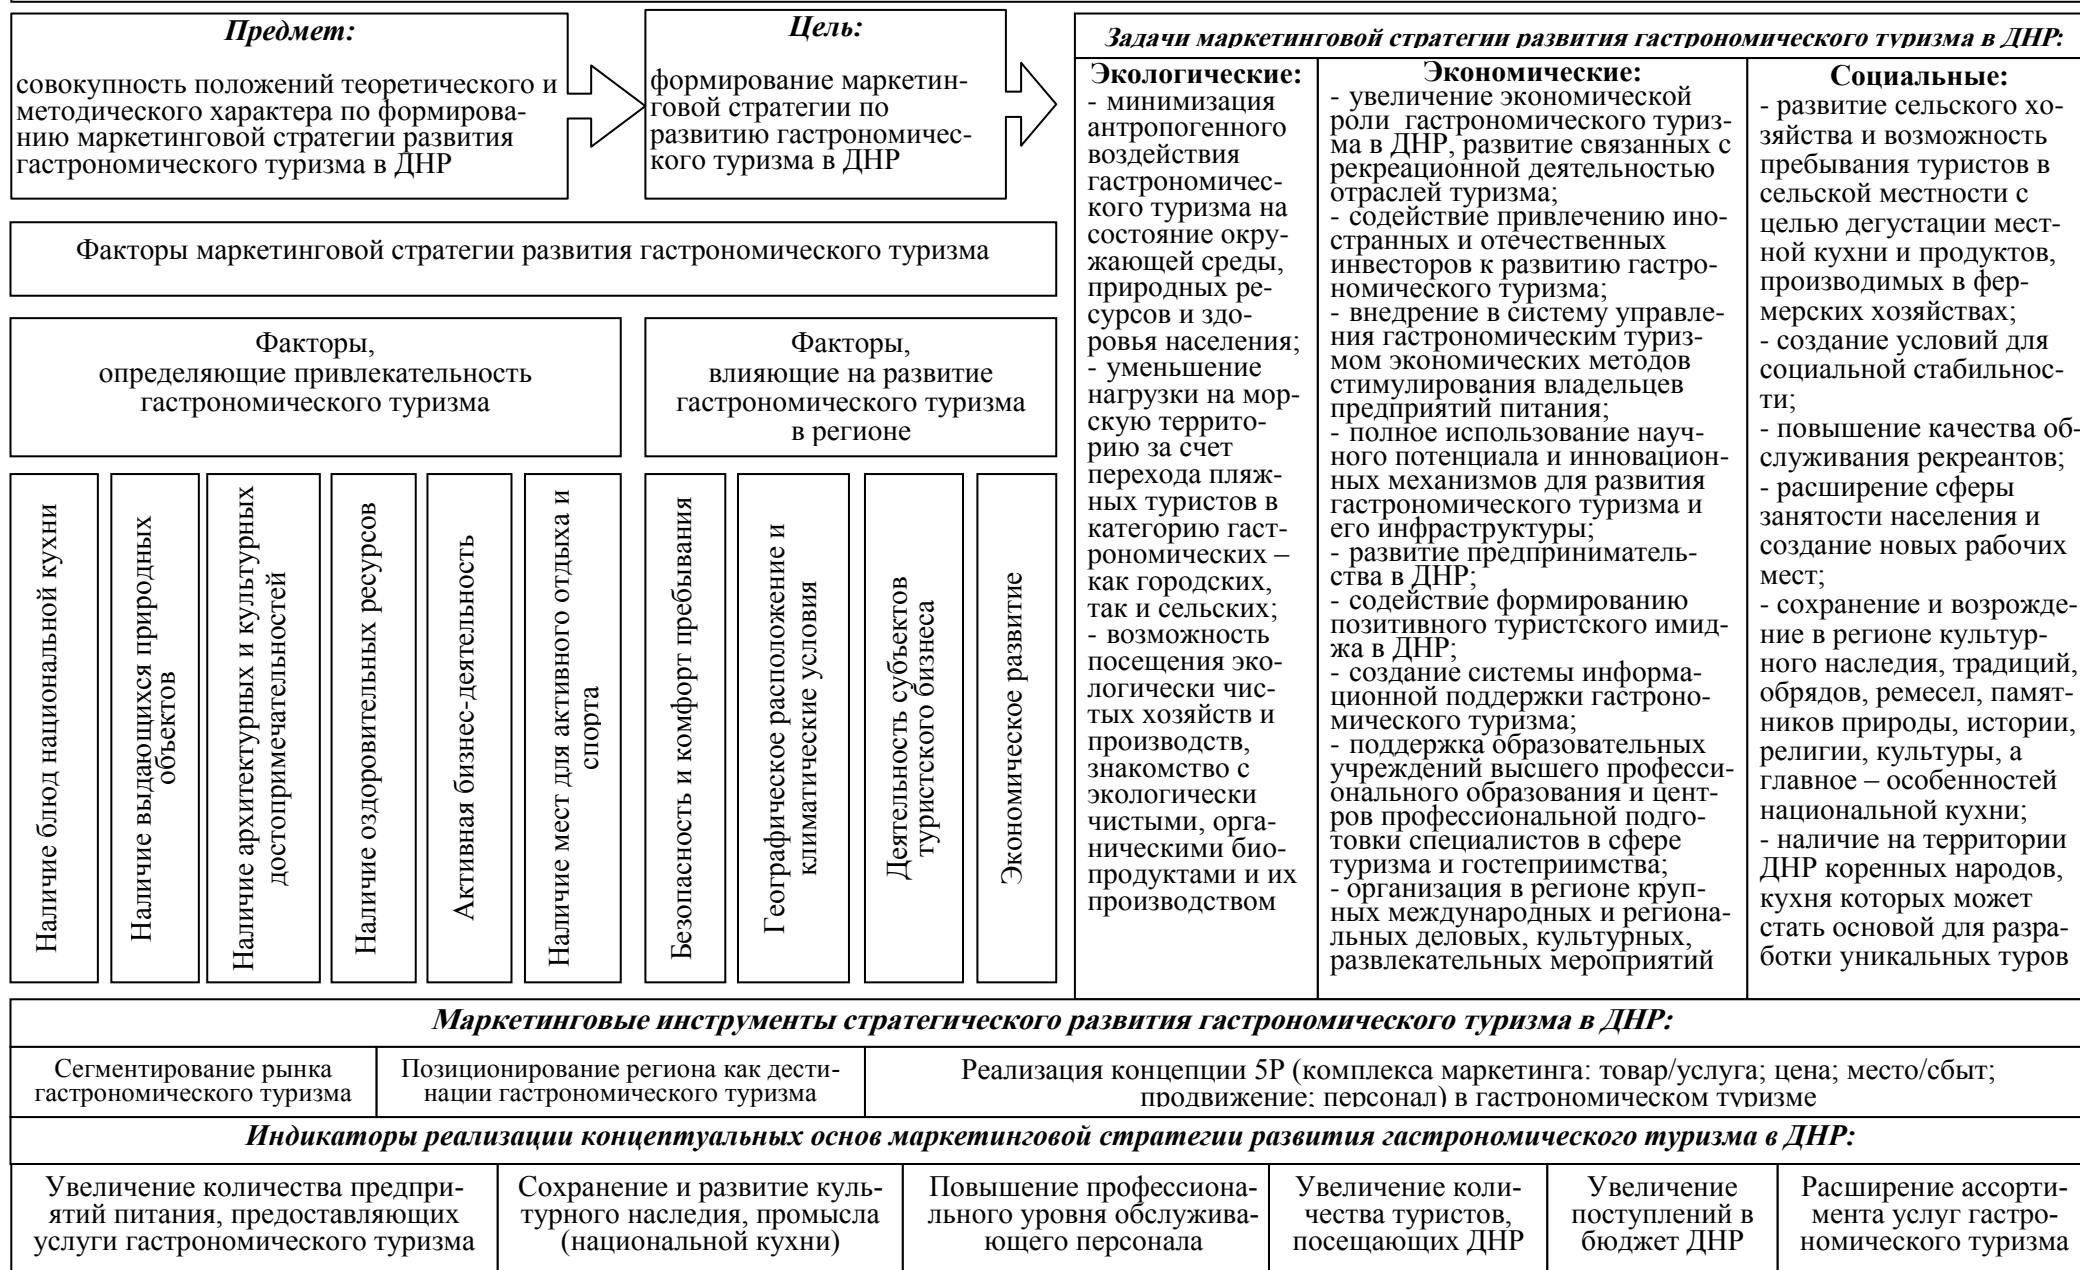 Предмет:
совокупность положений теоретического и
методического характера по формирова-
нию маркетинговой стратегии развития
гастрономического туризма в ДНР
Цель:
формирование маркетин-
говой стратегии по
развитию гастрономичес-
кого туризма в ДНР
Факторы маркетинговой стратегии развития гастрономического туризма
Факторы,
определяющие привлекательность
гастрономического туризма
Факторы,
влияющие на развитие
гастрономического туризма
в регионе
Наличие блюд национальной кухни
Наличие выдающихся природных
объектов
Наличие архитектурных и культурных
достопримечательностей
Наличие оздоровительных ресурсов
Активная бизнес-деятельность
Наличие мест для активного отдыха и
спорта
Безопасность и комфорт пребывания
Географическое расположение и
климатические условия
Деятельность субъектов
туристского бизнеса
Экономическое развитие
Задачи маркетинговой стратегии развития гастрономического туризма в ДНР:
Экологические:
- минимизация
антропогенного
воздействия
гастрономичес-
кого туризма на
состояние окру-
жающей среды,
природных ре-
сурсов и здо-
ровья населения;
- уменьшение
нагрузки на мор-
скую террито-
рию за счет
перехода пляж-
ных туристов в
категорию гаст-
рономических –
как городских,
так и сельских;
- возможность
посещения эко-
логически чис-
тых хозяйств и
производств,
знакомство с
экологически
чистыми, орга-
ническими био-
продуктами и их
производством
Экономические:
- увеличение экономической
роли гастрономического туриз-
ма в ДНР, развитие связанных с
рекреационной деятельностью
отраслей туризма;
- содействие привлечению ино-
странных и отечественных
инвесторов к развитию гастро-
номического туризма;
- внедрение в систему управле-
ния гастрономическим туриз-
мом экономических методов
стимулирования владельцев
предприятий питания;
- полное использование науч-
ного потенциала и инновацион-
ных механизмов для развития
гастрономического туризма и
его инфраструктуры;
- развитие предприниматель-
ства в ДНР;
- содействие формированию
позитивного туристского имид-
жа в ДНР;
- создание системы информа-
ционной поддержки гастроно-
мического туризма;
- поддержка образовательных
учреждений высшего професси-
онального образования и цент-
ров профессиональной подго-
товки специалистов в сфере
туризма и гостеприимства;
- организация в регионе круп-
ных международных и региона-
льных деловых, культурных,
развлекательных мероприятий
Социальные:
- развитие сельского хо-
зяйства и возможность
пребывания туристов в
сельской местности с
целью дегустации мест-
ной кухни и продуктов,
производимых в фер-
мерских хозяйствах;
- создание условий для
социальной стабильнос-
ти;
- повышение качества об-
служивания рекреантов;
- расширение сферы
занятости населения и
создание новых рабочих
мест;
- сохранение и возрожде-
ние в регионе культур-
ного наследия, традиций,
обрядов, ремесел, памят-
ников природы, истории,
религии, культуры, а
главное – особенностей
национальной кухни;
- наличие на территории
ДНР коренных народов,
кухня которых может
стать основой для разра-
ботки уникальных туров
Маркетинговые инструменты стратегического развития гастрономического туризма в ДНР:
Сегментирование рынка
гастрономического туризма
Позиционирование региона как дести-
нации гастрономического туризма
Реализация концепции 5P (комплекса маркетинга: товар/услуга; цена; место/сбыт;
продвижение; персонал) в гастрономическом туризме
Индикаторы реализации концептуальных основ маркетинговой стратегии развития гастрономического туризма в ДНР:
Увеличение количества предпри-
ятий питания, предоставляющих
услуги гастрономического туризма
Сохранение и развитие куль-
турного наследия, промысла
(национальной кухни)
Повышение профессиона-
льного уровня обслужива-
ющего персонала
Увеличение коли-
чества туристов,
посещающих ДНР
Увеличение
поступлений в
бюджет ДНР
Расширение ассорти-
мента услуг гастро-
номического туризма